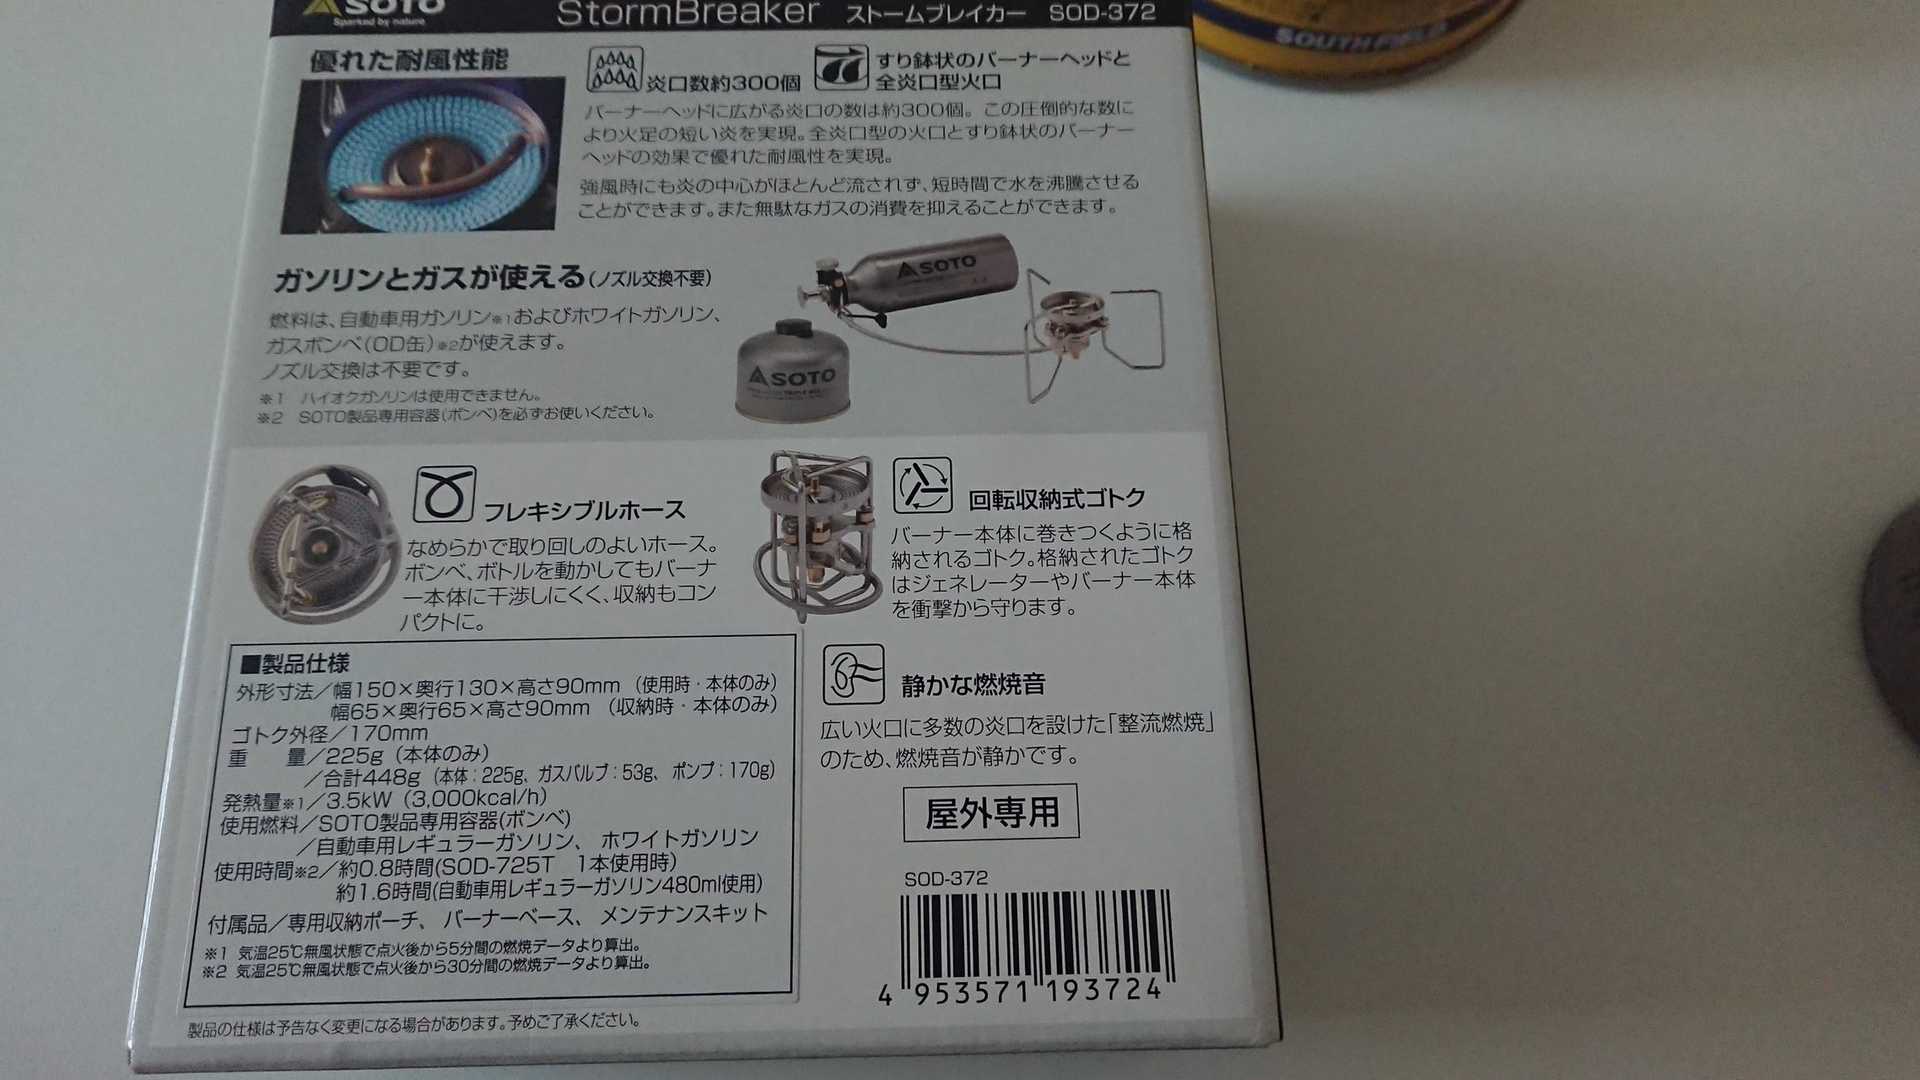 SOTO
Sparked by nature
StormBreaker ストームブレイカー SOD-372
SOUTH FIELD
優れた耐風性能
炎口数約300個
すり鉢状のバーナーヘッドと
全炎口型火口
バーナーヘッドに広がる炎口の数は約300個。この圧倒的な数に
より火足の短い炎を実現。全炎口型の火口とすり鉢状のバーナー
ヘッドの効果で優れた耐風性を実現。
強風時にも炎の中心がほとんど流されず、短時間で水を沸騰させる
ことができます。また無駄なガスの消費を抑えることができます。
ガソリンとガスが使える(ノズル交換不要)
燃料は、自動車用ガソリン※1およびホワイトガソリン、
ガスボンベ(OD缶)※2が使えます。
ノズル交換は不要です。
※1 ハイオクガソリンは使用できません。
※2 SOTO製品専用容器(ボンベ)を必ずお使いください。
SOTO
SOTO
フレキシブルホース
なめらかで取り回しのよいホース。
ボンベ、ボトルを動かしてもバーナ
ー本体に干渉しにくく、収納もコン
パクトに。
回転収納式ゴトク
バーナー本体に巻きつくように格
納されるゴトク。格納されたゴトク
はジェネレーターやバーナー本体
を衝撃から守ります。
■製品仕様
外形寸法/幅150×奥行130×高さ90mm (使用時・本体のみ)
幅65×奥行65×高さ90mm (収納時・本体のみ)
ゴトク外径/170mm
重 量/225g (本体のみ)
/合計448g (本体:225g、ガスバルブ:53g、ポンプ:170g)
発熱量※1/3.5kW (3,000kcal/h)
使用燃料/SOTO製品専用容器(ボンベ)
/自動車用レギュラーガソリン、ホワイトガソリン
使用時間※2/約0.8時間(SOD-725T 1本使用時)
約1.6時間(自動車用レギュラーガソリン480ml使用)
付属品/専用収納ポーチ、バーナーベース、メンテナンスキット
※1 気温25℃無風状態で点火後から5分間の燃焼データより算出。
※2 気温25℃無風状態で点火後から30分間の燃焼データより算出。
静かな燃焼音
広い火口に多数の炎口を設けた「整流燃焼」
のため、燃焼音が静かです。
屋外専用
SOD-372
4 953571 193724
製品の仕様は予告なく変更になる場合があります。予めご了承ください。